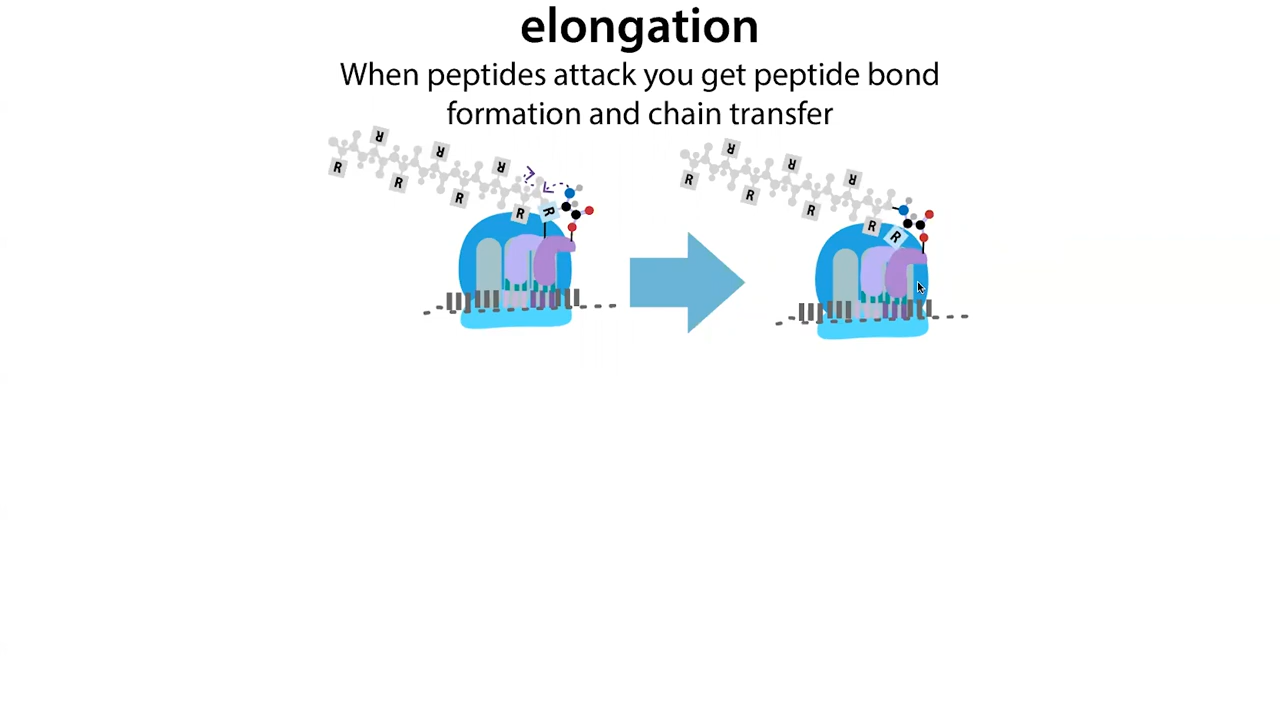 elongation
When peptides attack you get peptide bond
formation and chain transfer
R R R R R R R R
R R R R R R R R